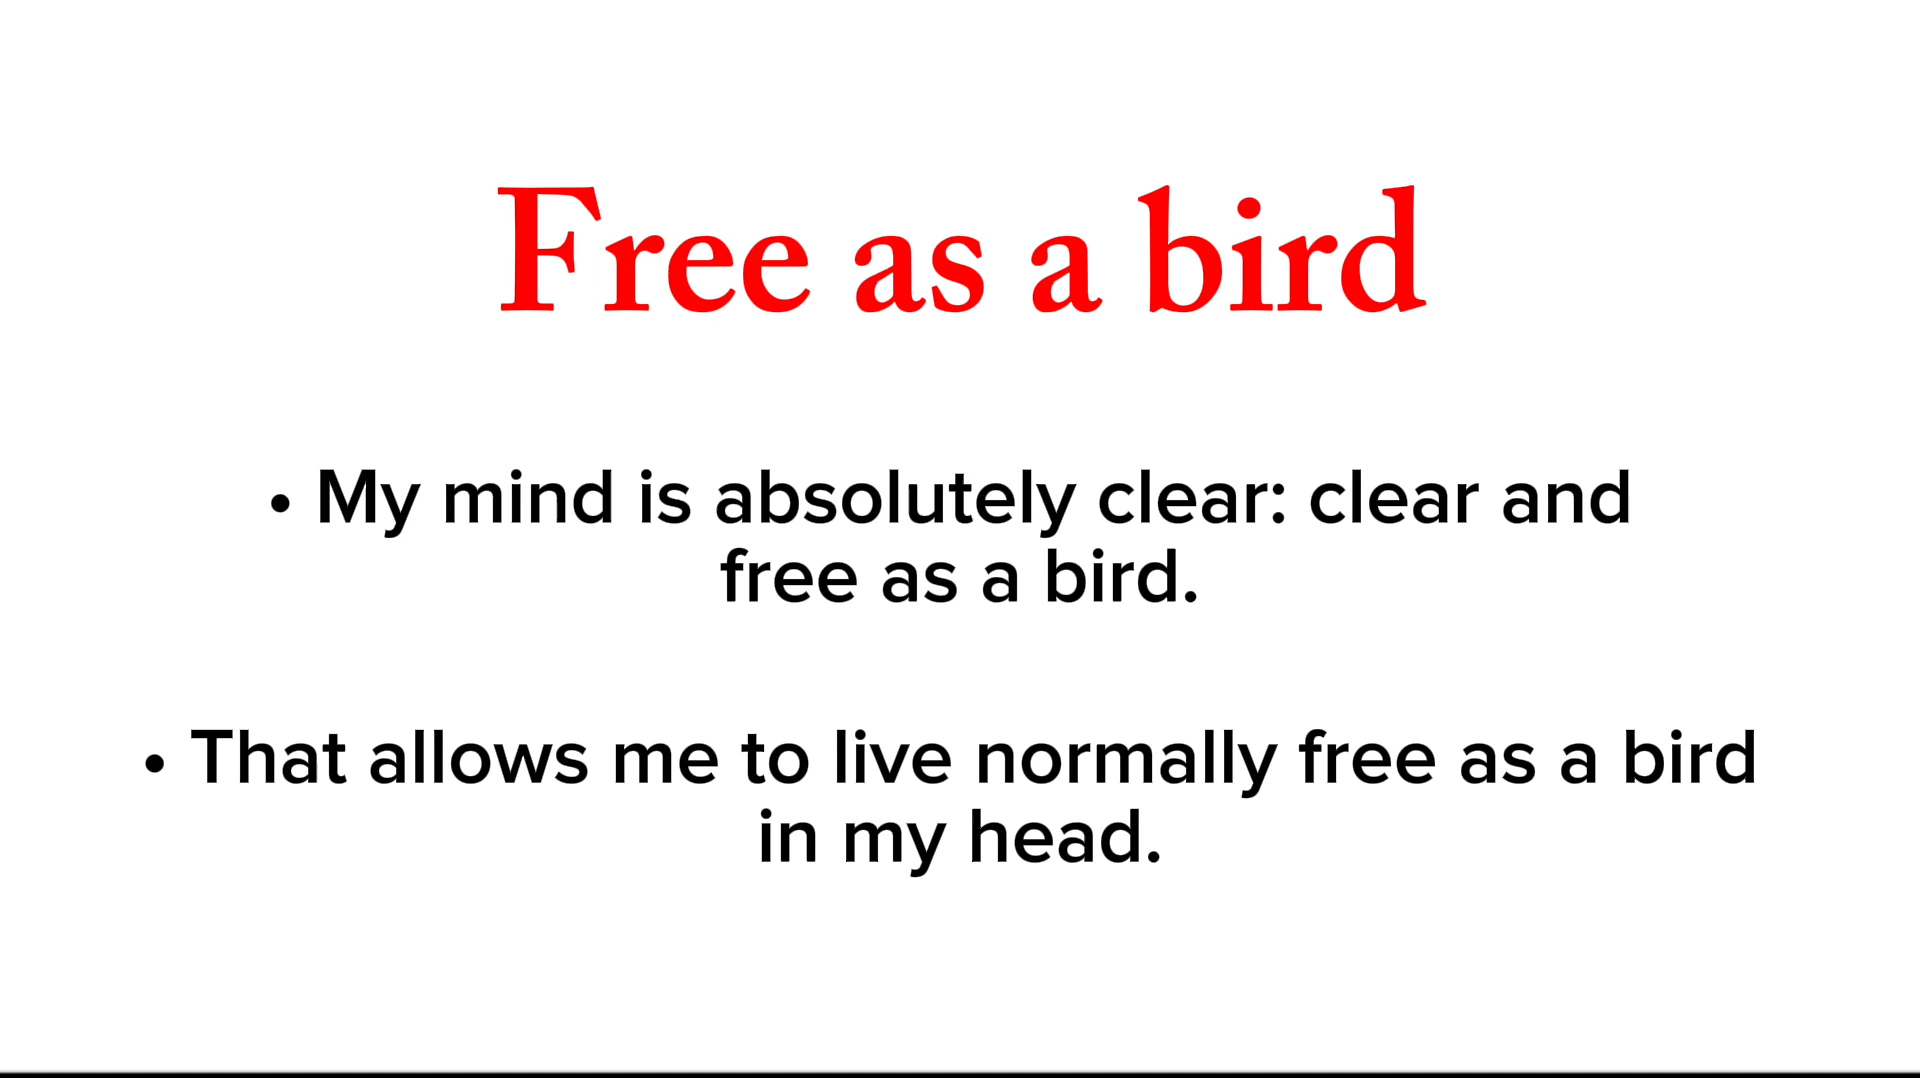 Free as a bird
• My mind is absolutely clear: clear and
free as a bird.
• That allows me to live normally free as a bird
in my head.